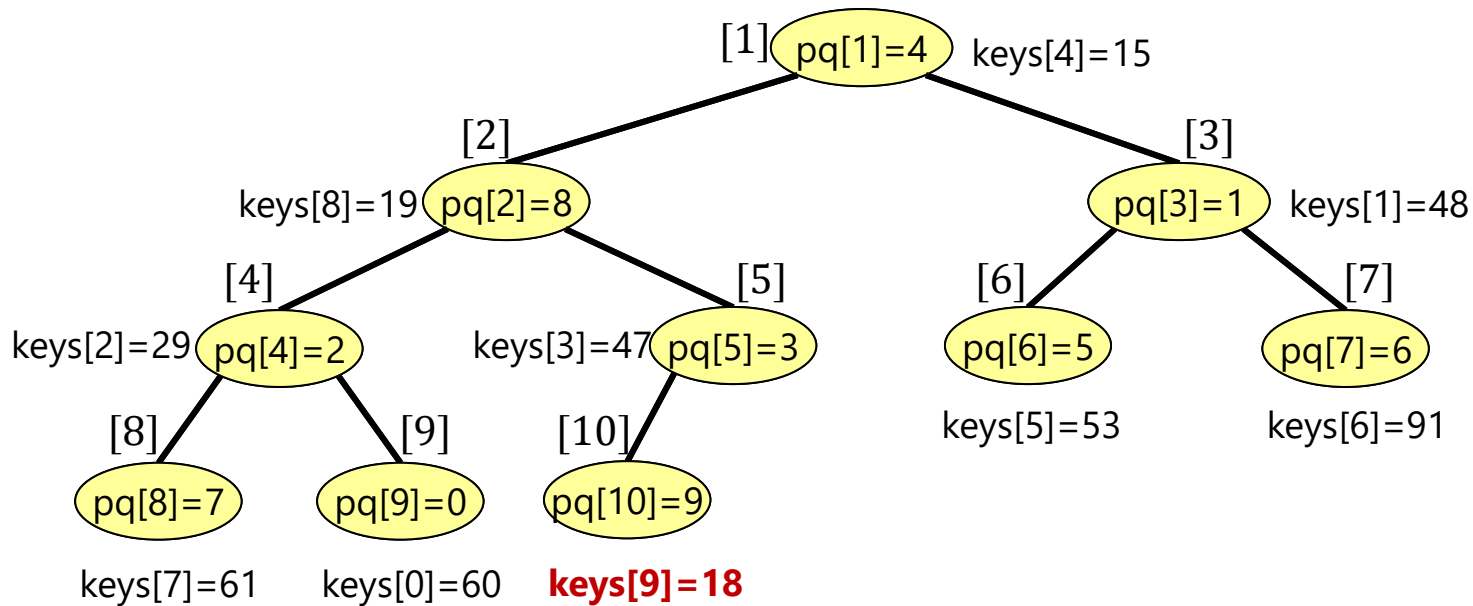 [1] pq[1]=4 keys[4]=15
[2] [3]
keys[8]=19 pq[2]=8 pq[3]=1 keys[1]=48
[4] [5] [6] [7]
keys[2]=29 pq[4]=2 keys[3]=47 pq[5]=3 pq[6]=5 pq[7]=6
keys[5]=53 keys[6]=91
[8] [9] [10]
pq[8]=7 pq[9]=0 pq[10]=9
keys[7]=61 keys[0]=60 keys[9]=18